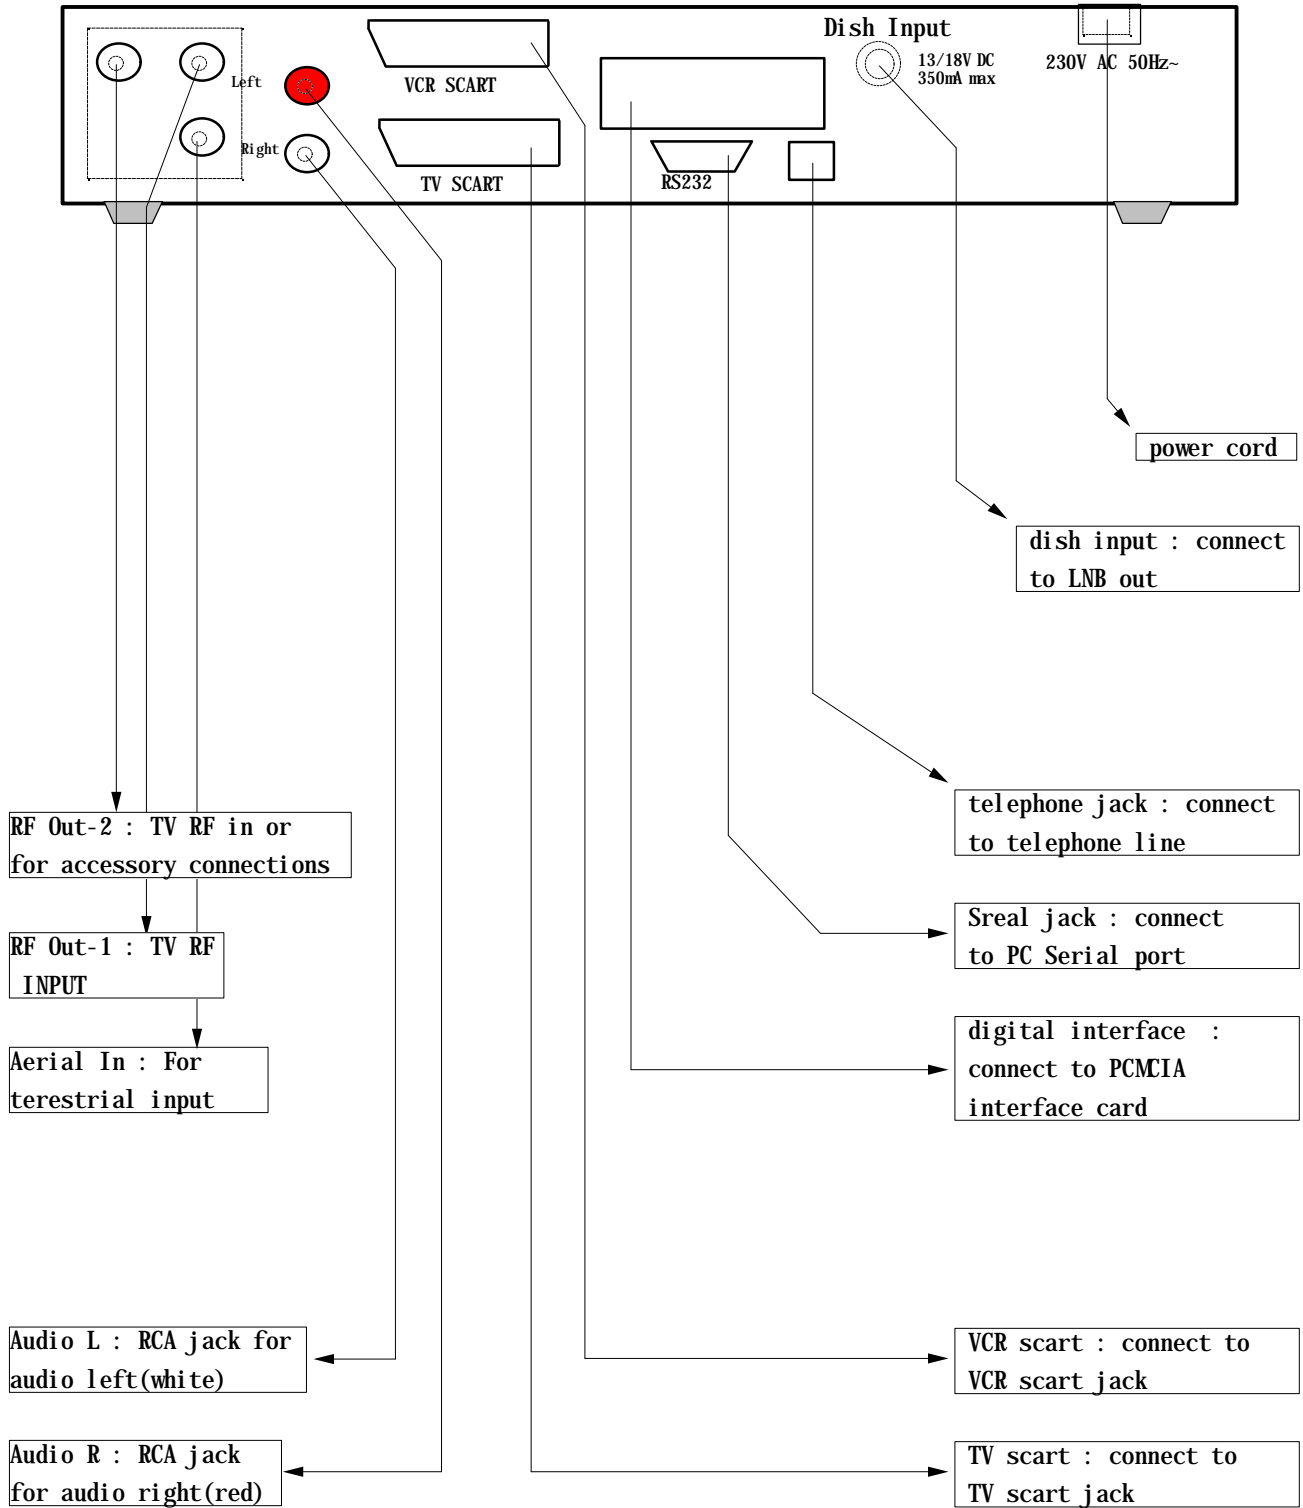 Dish Input
13/18V DC
350mA max
230V AC 50Hz~
Left
VCR SCART
Right
TV SCART
RS232
power cord
dish input : connect
to LNB out
telephone jack : connect
to telephone line
RF Out-2 : TV RF in or
for accessory connections
Sreal jack : connect
to PC Serial port
RF Out-1 : TV RF
INPUT
digital interface :
connect to PCMCIA
interface card
Aerial In : For
terestrial input
Audio L : RCA jack for
audio left(white)
VCR scart : connect to
VCR scart jack
Audio R : RCA jack
for audio right(red)
TV scart : connect to
TV scart jack